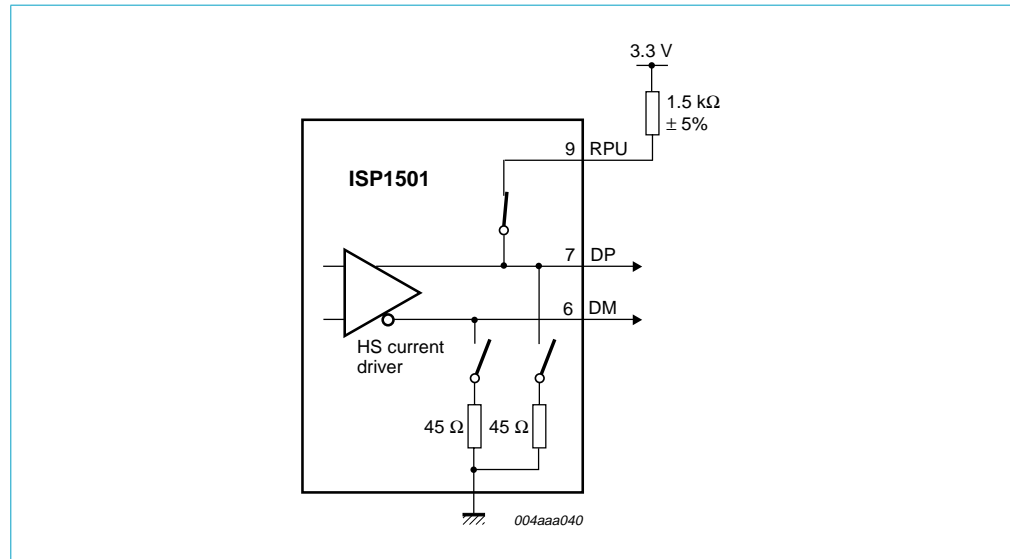 3.3 V
1.5 kΩ
± 5%
9 RPU
ISP1501
7 DP
6 DM
HS current
driver
45 Ω 45 Ω
004aaa040